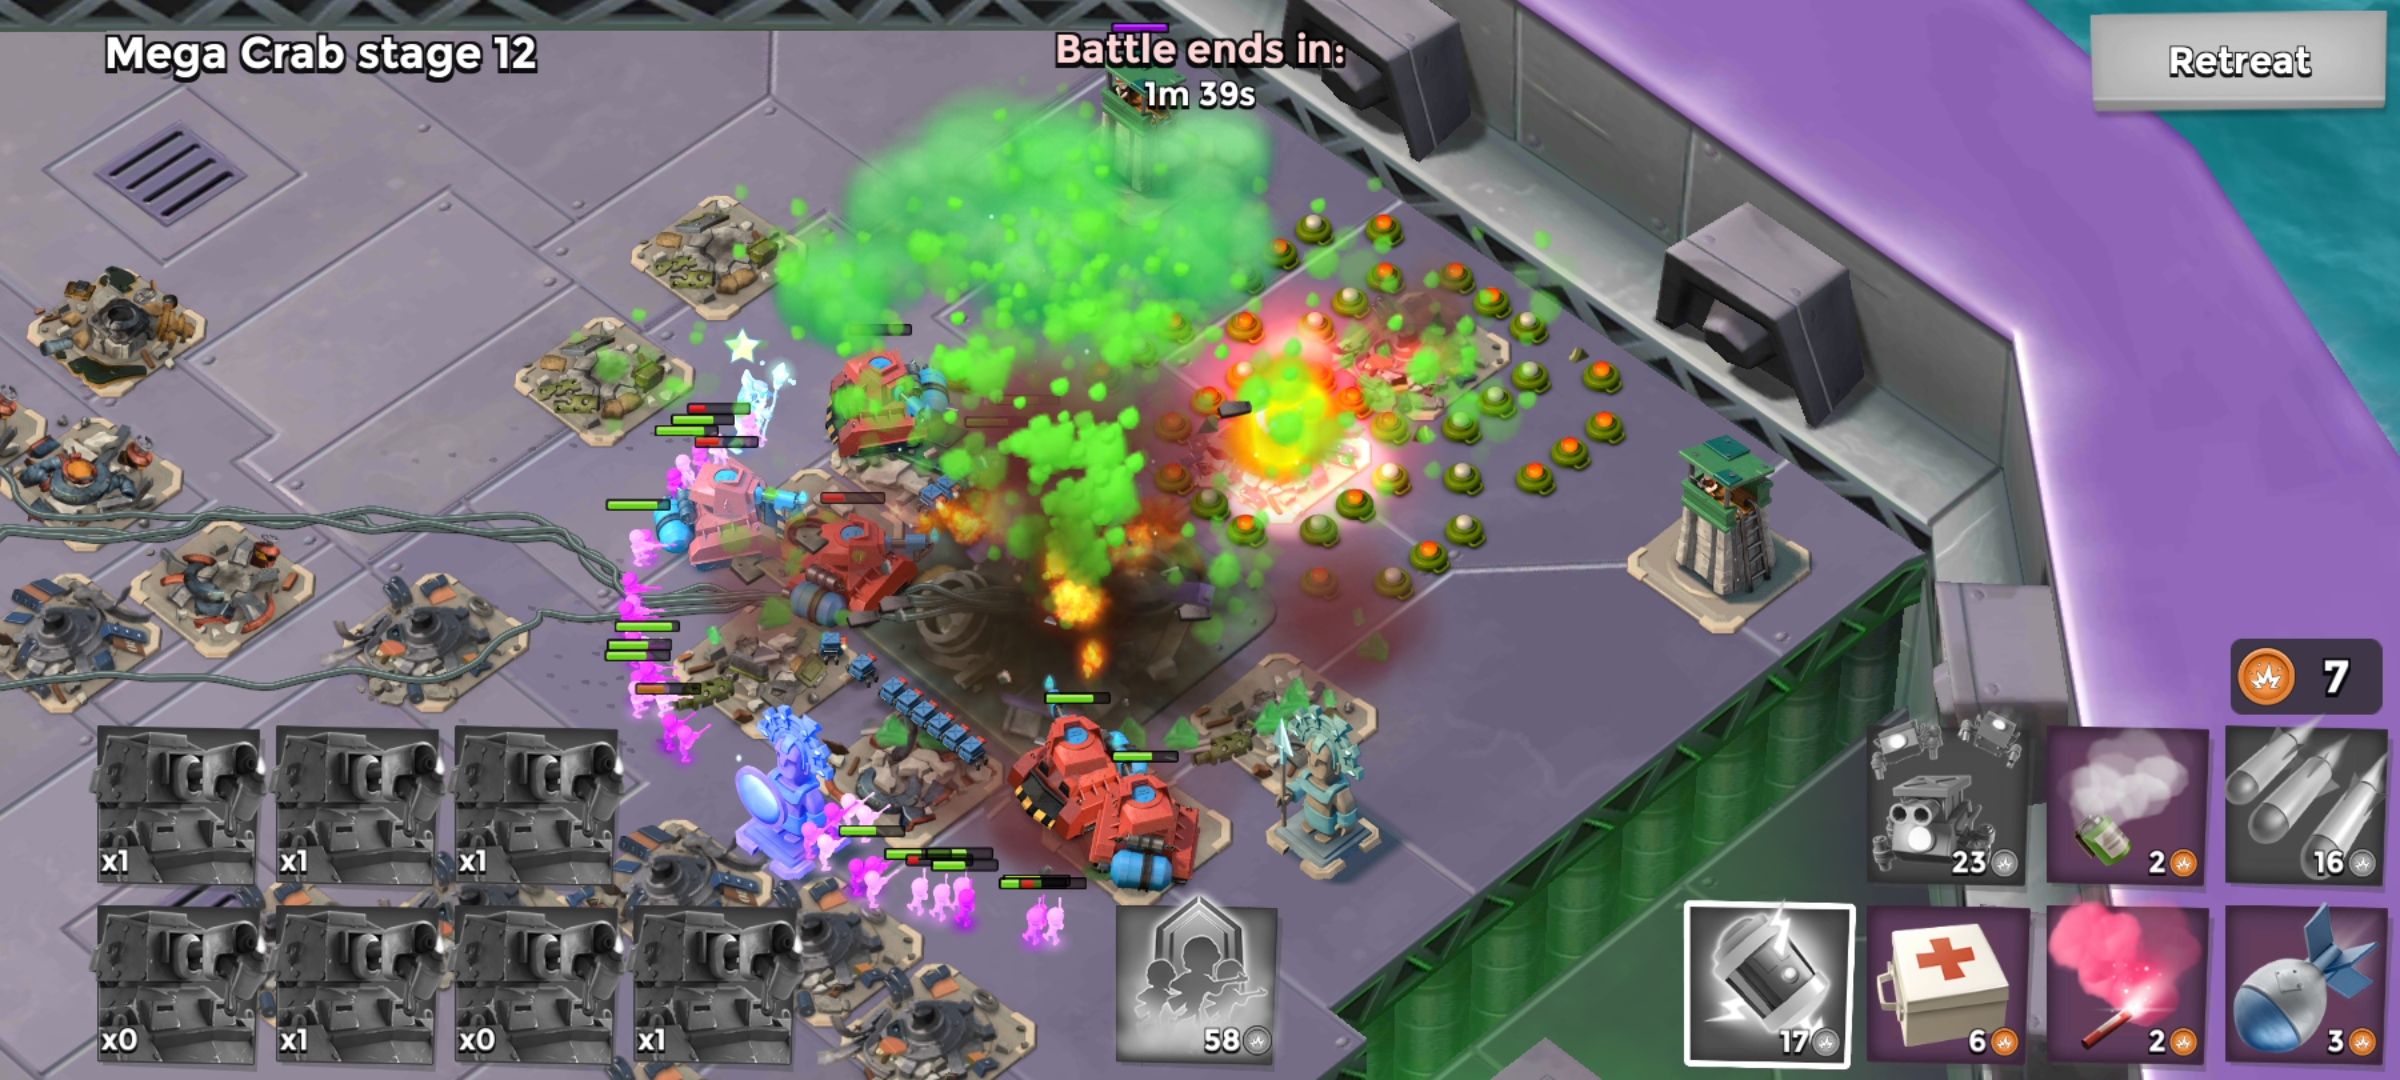 Mega Crab stage 12
Battle ends in:
1m 39s
Retreat
7
23
2
16
x1
x1
x1
x0
x1
x0
x1
58
17
6
2
3